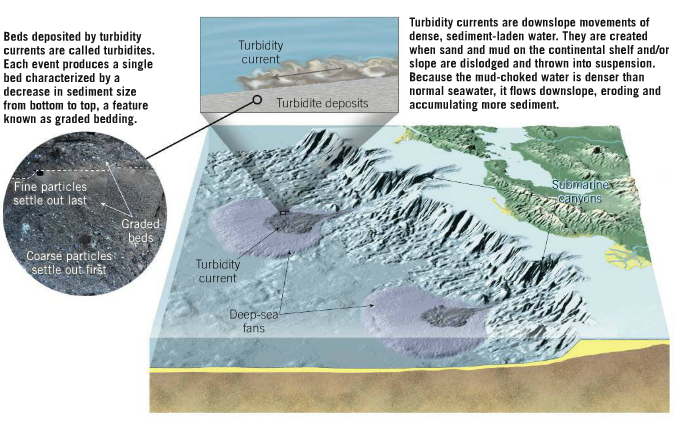 Beds deposited by turbidity
currents are called turbidites.
Each event produces a single
bed characterized by a
decrease in sediment size
from bottom to top, a feature
known as graded bedding.
Turbidity
current
Turbidite deposits
Turbidity currents are downslope movements of
dense, sediment-laden water. They are created
when sand and mud on the continental shelf and/or
slope are dislodged and thrown into suspension.
Because the mud-choked water is denser than
normal seawater, it flows downslope, eroding and
accumulating more sediment.
Fine particles
settle out last
Graded
beds
Coarse particles
settle out first
Submarine
canyons
Turbidity
current
Deep-sea
fans